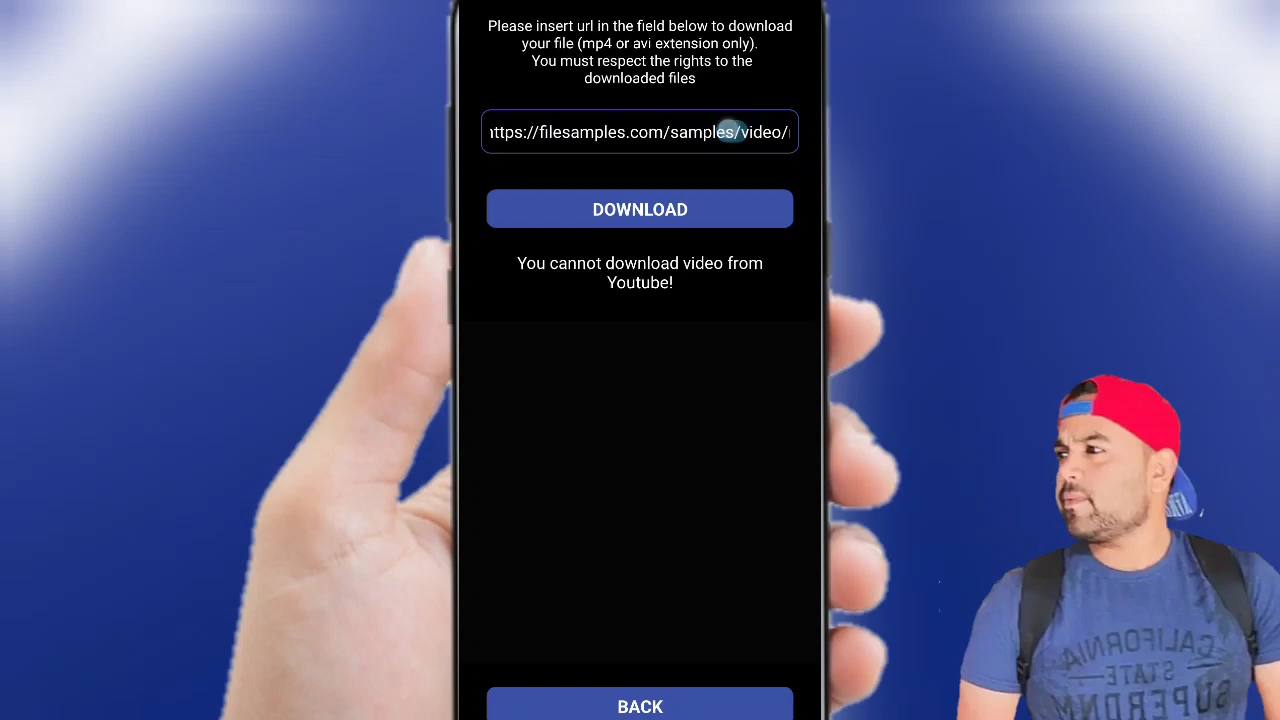 Please insert url in the field below to download
your file (mp4 or avi extension only).
You must respect the rights to the
downloaded files
ttps://filesamples.com/samples/video/
DOWNLOAD
You cannot download video from
Youtube!
BACK
CALIFORNIA
STATE